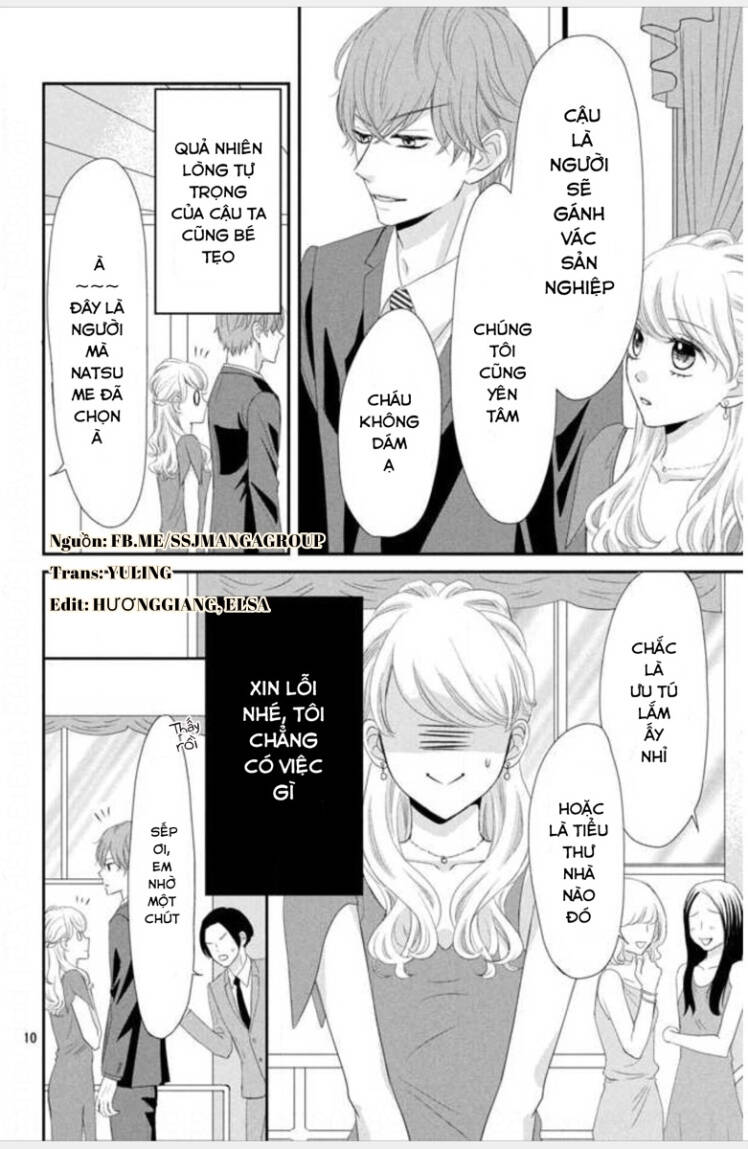 CẬU
LÀ
NGƯỜI
SẼ
GÁNH
VÁC
SẢN
NGHIỆP
CHÚNG
TÔI
CŨNG
YÊN
TÂM
CHÁU
KHÔNG
DÁM
Ạ
QUẢ NHIÊN
LÒNG TỰ
TRỌNG
CỦA CẬU TA
CŨNG BÉ
TẸO
À
~~~
ĐÂY LÀ
NGƯỜI
MÀ
NATSU
ME ĐÃ
CHỌN
À
Nguồn: FB.ME/SSJMANGAGROUP
Trans: YULING
Edit: HƯƠNGGIANG, ELSA
CHẮC
LÀ
ƯU TÚ
LẮM
ẤY
NHỈ
HOẶC
LÀ TIỂU
THƯ
NHÀ
NÀO
ĐÓ
XIN LỖI
NHÉ, TÔI
CHẲNG
CÓ VIỆC
GÌ
Thấy
rồi
SẾP
ƠI,
EM
NHỜ
MỘT
CHÚT
10